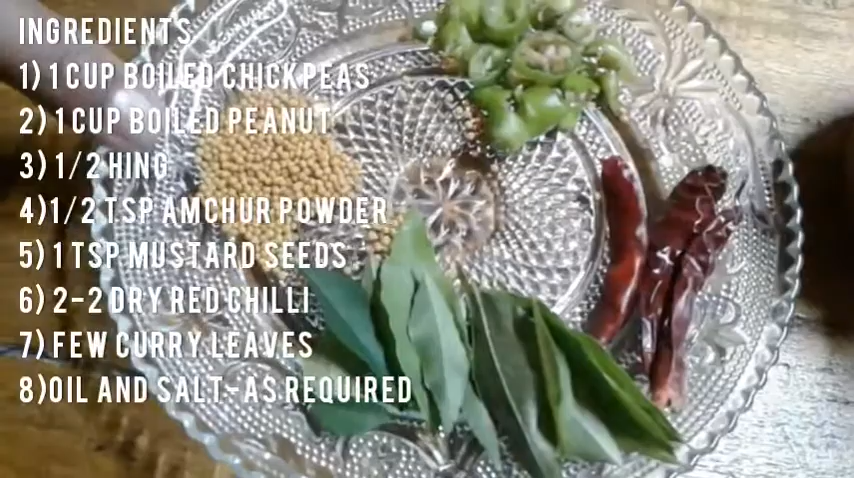 INGREDIENTS
1) 1 CUP BOILED CHICKPEAS
2) 1 CUP BOILED PEANUT
3) 1/2 HING
4)1/2 TSP AMCHUR POWDER
5) 1 TSP MUSTARD SEEDS
6) 2-2 DRY RED CHILLI
7) FEW CURRY LEAVES
8)OIL AND SALT-AS REQUIRED